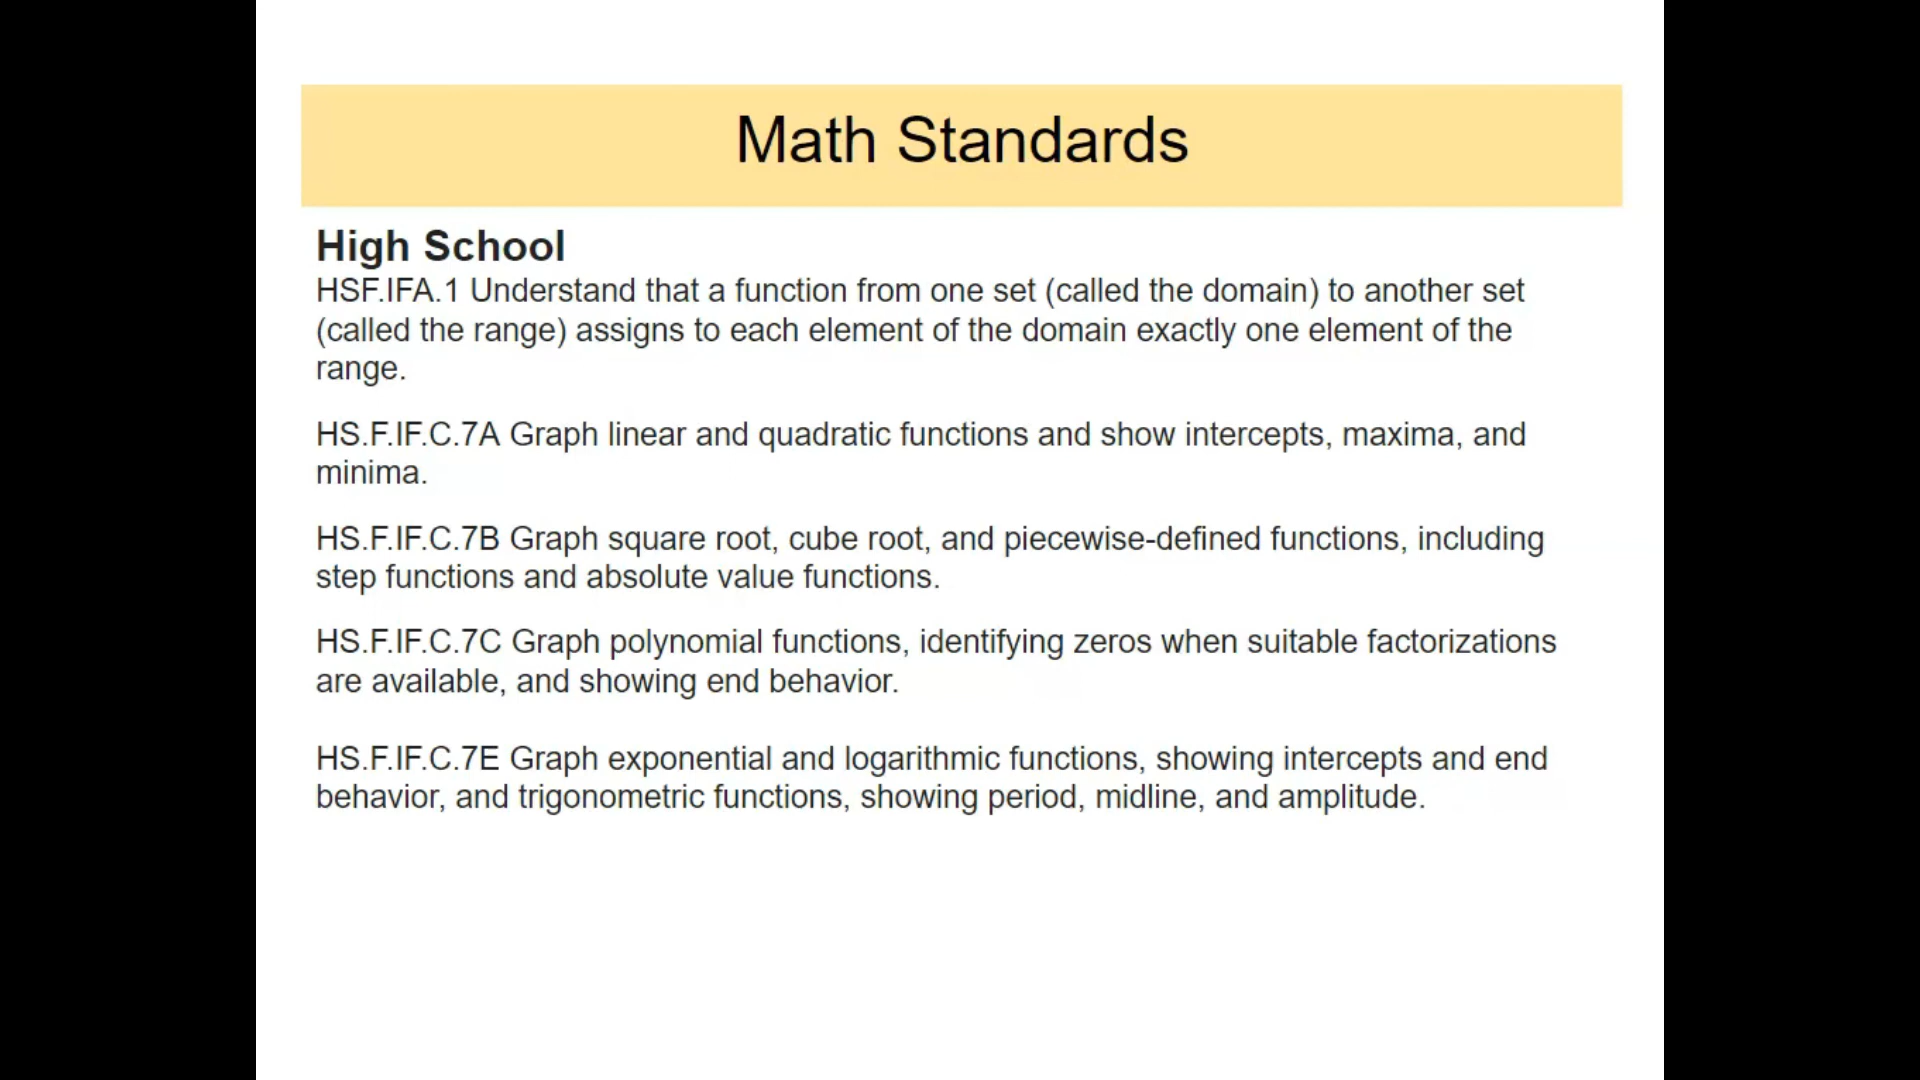 Math Standards
High School
HSF.IFA.1 Understand that a function from one set (called the domain) to another set
(called the range) assigns to each element of the domain exactly one element of the
range.
HS.F.IF.C.7A Graph linear and quadratic functions and show intercepts, maxima, and
minima.
HS.F.IF.C.7B Graph square root, cube root, and piecewise-defined functions, including
step functions and absolute value functions.
HS.F.IF.C.7C Graph polynomial functions, identifying zeros when suitable factorizations
are available, and showing end behavior.
HS.F.IF.C.7E Graph exponential and logarithmic functions, showing intercepts and end
behavior, and trigonometric functions, showing period, midline, and amplitude.